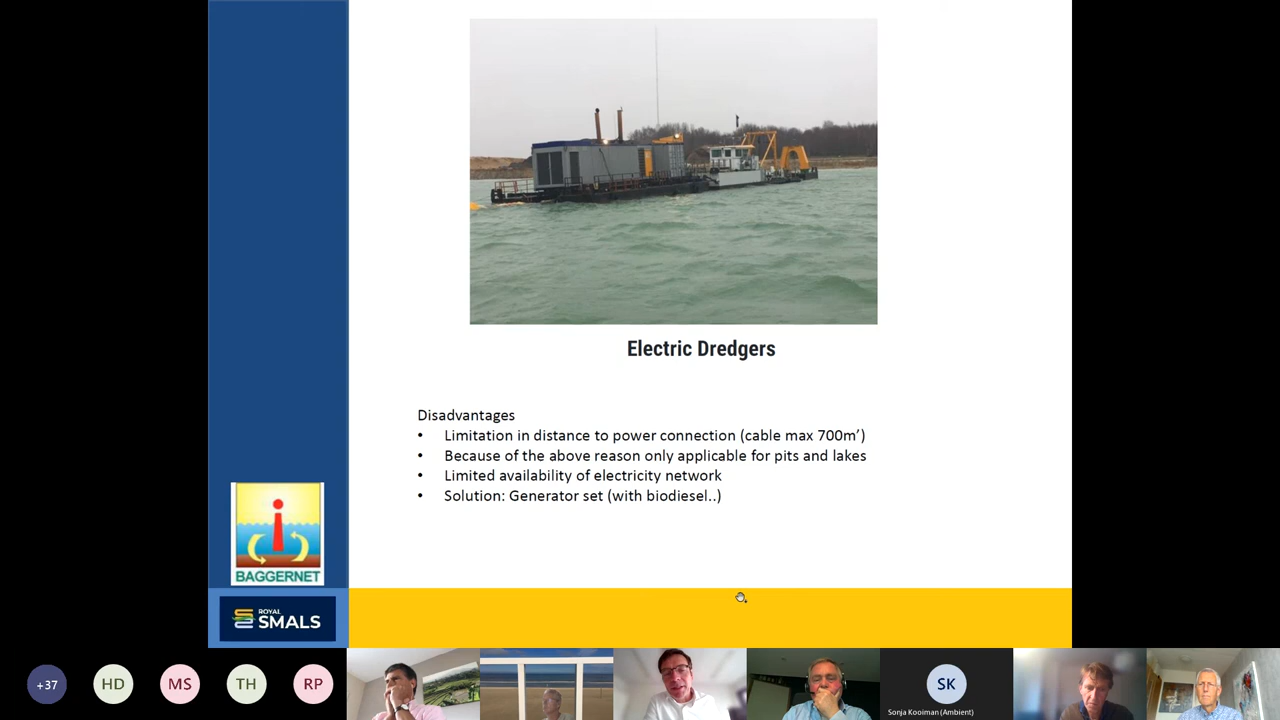 Electric Dredgers
Disadvantages
• Limitation in distance to power connection (cable max 700m’)
• Because of the above reason only applicable for pits and lakes
• Limited availability of electricity network
• Solution: Generator set (with biodiesel..)
BAGGERNET
ROYAL
SMALS
+37
HD
MS
TH
RP
SK
Sonja Kooiman (Ambient)